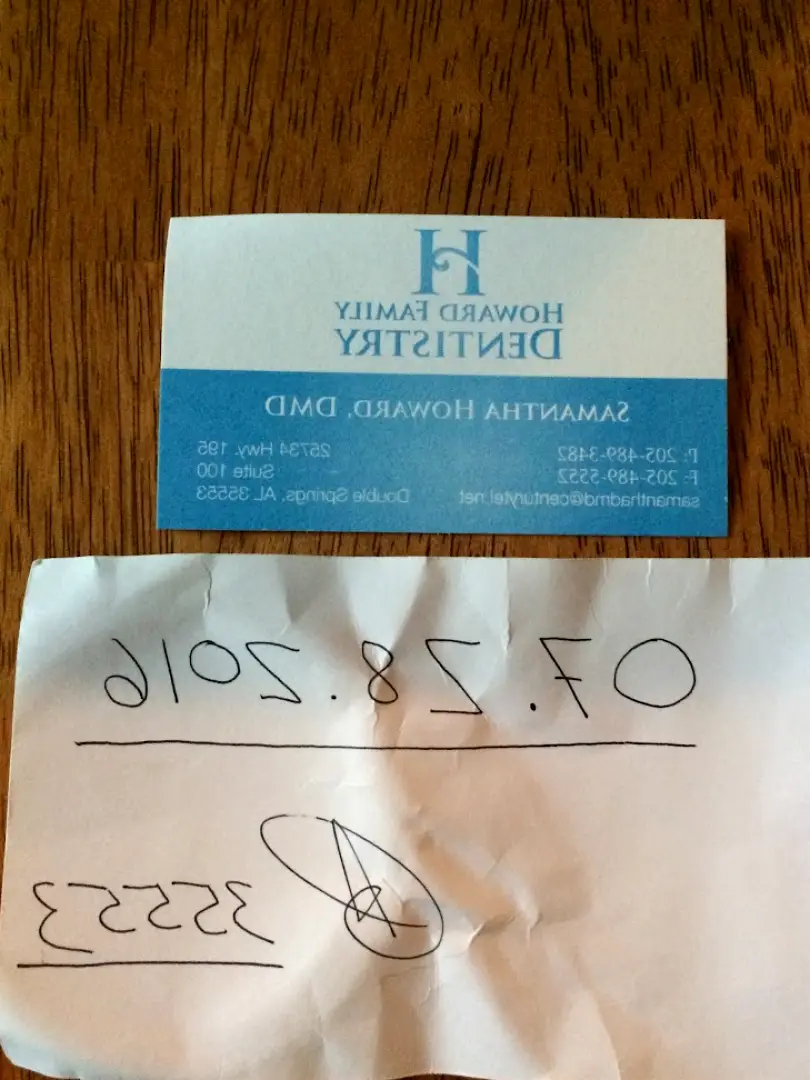 H
HOWARD FAMILY
DENTISTRY
SAMANTHA HOWARD, DMD
P: 205-489-3482
F: 205-489-5552
samanthadmd@centurytel.net
25734 Hwy. 195
Suite 100
Double Springs, AL 35553
07.28.2016
35553